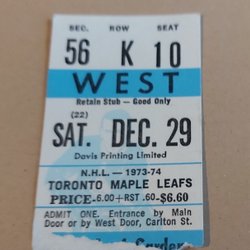 SEC. ROW SEAT
56 K 10
WEST
Retain Stub — Good Only
(22)
SAT. DEC. 29
Davis Printing Limited
N.H.L. — 1973-74
TORONTO MAPLE LEAFS
PRICE-6.00+RST .60-$6.60
ADMIT ONE. Entrance by Main
Door or by West Door, Carlton St.